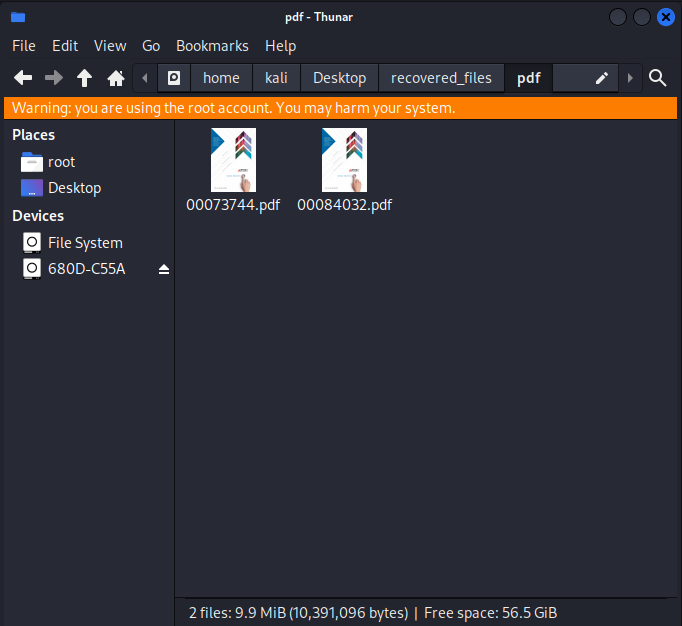 pdf - Thunar
File Edit View Go Bookmarks Help
home kali Desktop recovered_files pdf
Warning: you are using the root account. You may harm your system.
Places
root
Desktop
Devices
File System
680D-C55A
00073744.pdf 00084032.pdf
2 files: 9.9 MiB (10,391,096 bytes) | Free space: 56.5 GiB